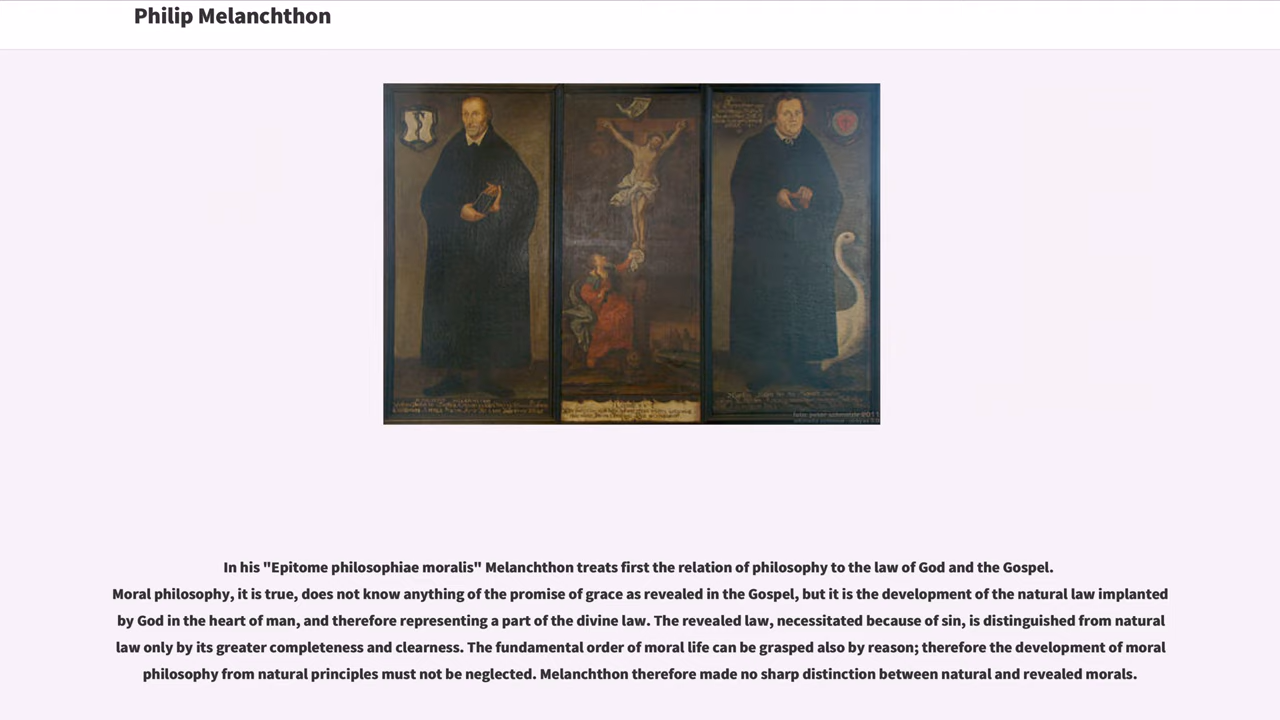 Philip Melanchthon
foto: peter schmelzle 2011
In his "Epitome philosophiae moralis" Melanchthon treats first the relation of philosophy to the law of God and the Gospel.
Moral philosophy, it is true, does not know anything of the promise of grace as revealed in the Gospel, but it is the development of the natural law implanted
by God in the heart of man, and therefore representing a part of the divine law. The revealed law, necessitated because of sin, is distinguished from natural
law only by its greater completeness and clearness. The fundamental order of moral life can be grasped also by reason; therefore the development of moral
philosophy from natural principles must not be neglected. Melanchthon therefore made no sharp distinction between natural and revealed morals.